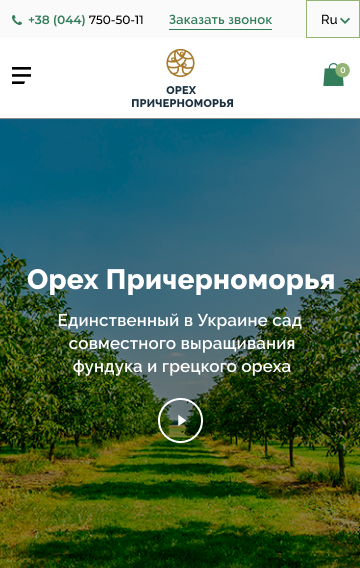 +38 (044) 750-50-11 Заказать звонок Ru
0
ОРЕХ
ПРИЧЕРНОМОРЬЯ
Орех Причерноморья
Единственный в Украине сад
совместного выращивания
фундука и грецкого ореха